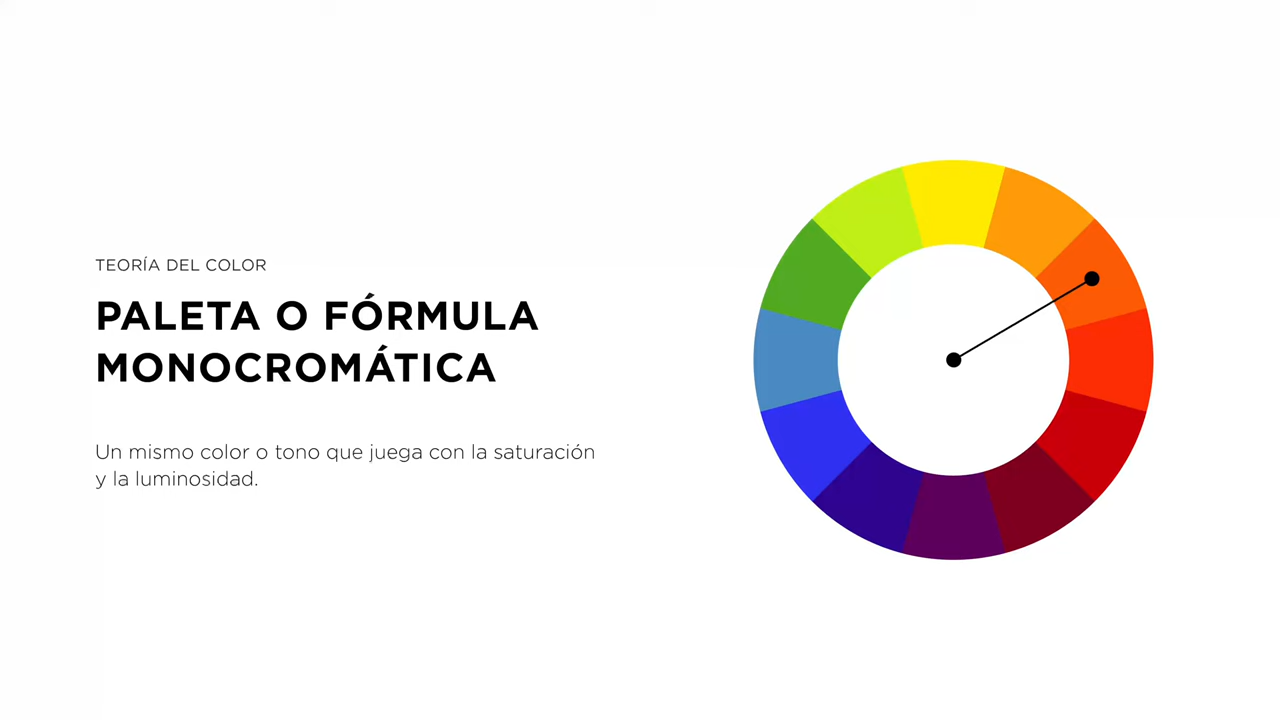 TEORÍA DEL COLOR
PALETA O FÓRMULA
MONOCROMÁTICA
Un mismo color o tono que juega con la saturación
y la luminosidad.